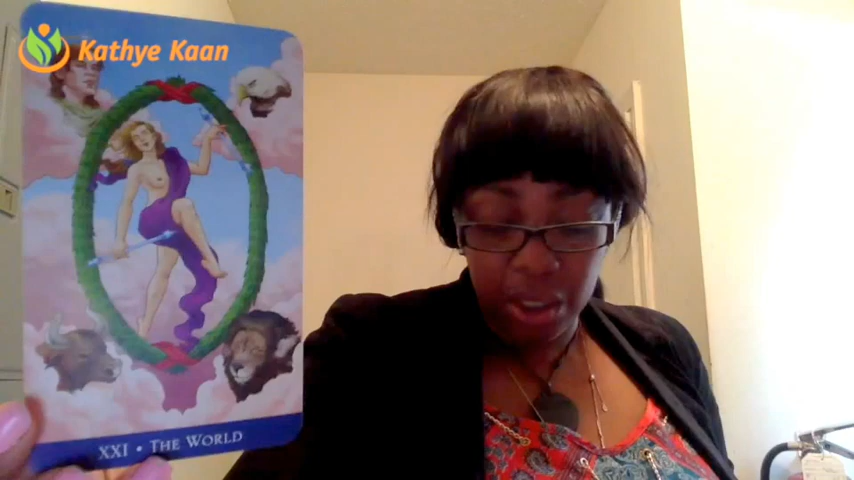 Kathye Kaan
XXI • THE WORLD